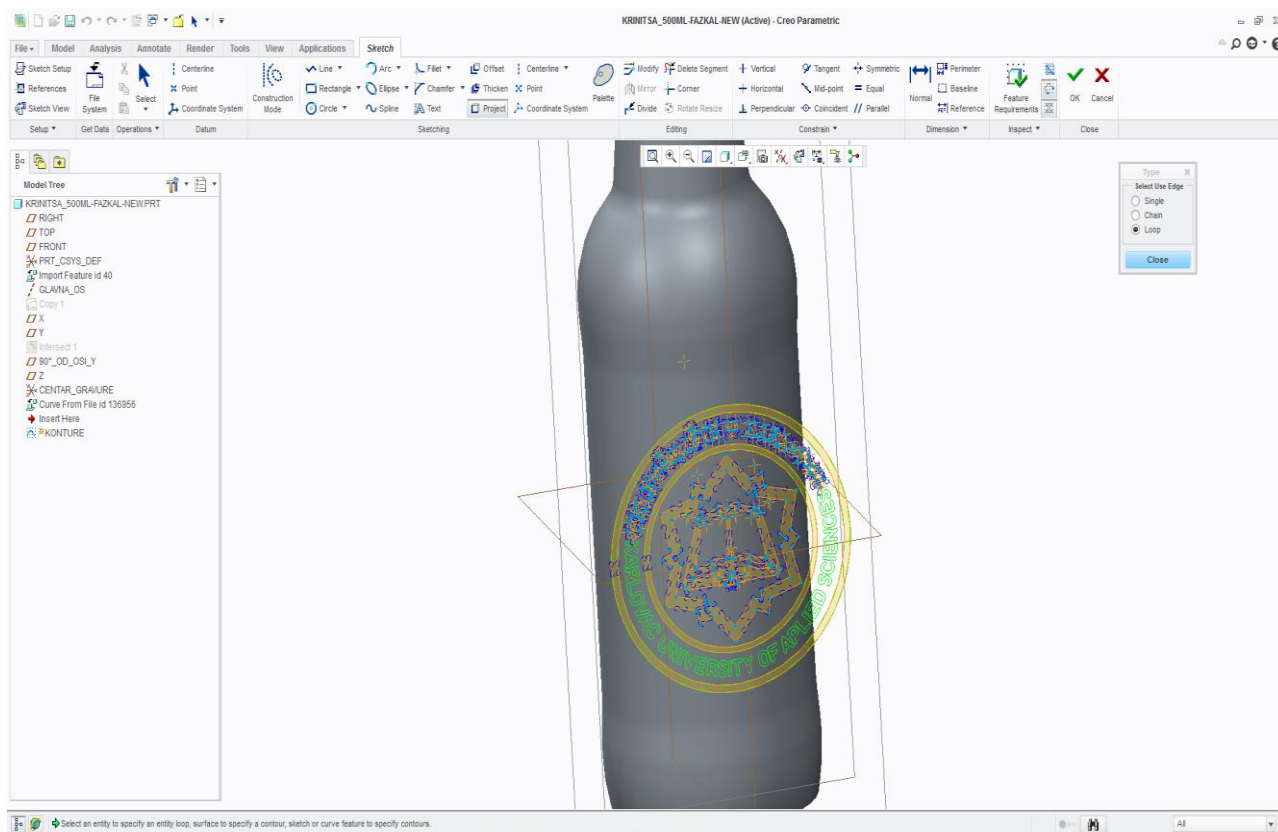 KRINITSA_500ML-FAZKAL-NEW (Active) - Creo Parametric
File Model Analysis Annotate Render Tools View Applications Sketch
Sketch Setup
References
Sketch View
File System
Select
Centerline
Point
Coordinate System
Construction Mode
Line Arc Fillet Offset Centerline
Rectangle Ellipse Chamfer Thicken Point
Circle Spline Text Project Coordinate System
Palette
Modify Delete Segment
Mirror Corner
Divide Rotate Resize
Vertical Tangent Symmetric
Horizontal Mid-point Equal
Perpendicular Coincident Parallel
Normal
Perimeter
Baseline
Reference
Feature Requirements
OK Cancel
Setup Get Data Operations Datum Sketching Editing Constrain Dimension Inspect Close
Model Tree
KRINITSA_500ML-FAZKAL-NEW.PRT
RIGHT
TOP
FRONT
PRT_CSYS_DEF
Import Feature id 40
GLAVNA_OS
Copy 1
X
Y
Intersect 1
90°_OD_OSI_Y
Z
CENTAR_GRAVURE
Curve From File id 136956
Insert Here
KONTURE
Type X
Select Use Edge
Single
Chain
Loop
Close
KARLOVAC UNIVERSITY OF APLIED SCIENCES
Select an entity to specify an entity loop, surface to specify a contour, sketch or curve feature to specify contours.
All